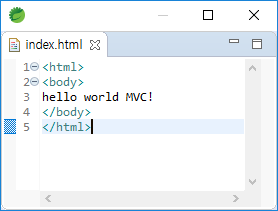 index.html
1 <html>
2 <body>
3 hello world MVC!
4 </body>
5 </html>